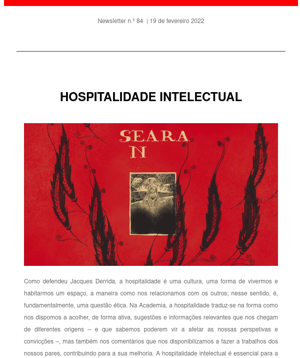 Newsletter n.º 84 | 19 de fevereiro 2022
HOSPITALIDADE INTELECTUAL
SEARA
N
Como defendeu Jacques Derrida, a hospitalidade é uma cultura, uma forma de vivermos e
habitarmos um espaço, a maneira como nos relacionamos com os outros; nesse sentido, é,
fundamentalmente, uma questão ética. Na Academia, a hospitalidade traduz-se na forma como
nos dispomos a acolher, de forma ativa, sugestões e informações relevantes que nos chegam
de diferentes origens – e que sabemos poderem vir a afetar as nossas perspetivas e
convicções –, mas também nos comentários que nos disponibilizamos a fazer a trabalhos dos
nossos pares, contribuindo para a sua melhoria. A hospitalidade intelectual é essencial para a